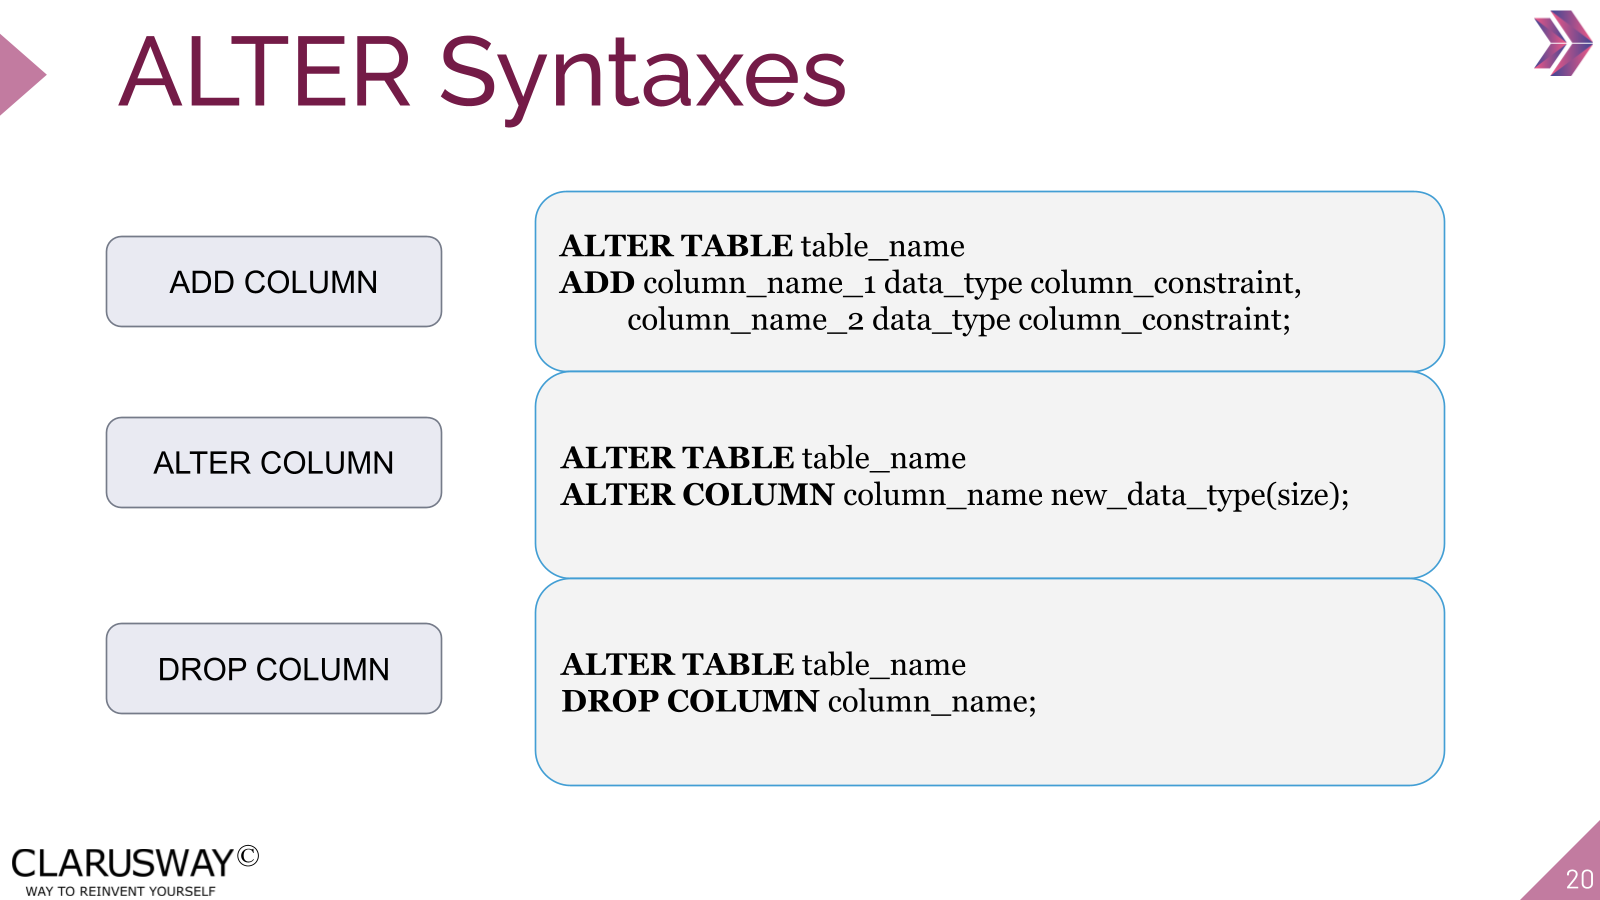 ALTER Syntaxes
ADD COLUMN
ALTER TABLE table_name
ADD column_name_1 data_type column_constraint,
column_name_2 data_type column_constraint;
ALTER COLUMN
ALTER TABLE table_name
ALTER COLUMN column_name new_data_type(size);
DROP COLUMN
ALTER TABLE table_name
DROP COLUMN column_name;
CLARUSWAY©
WAY TO REINVENT YOURSELF
20